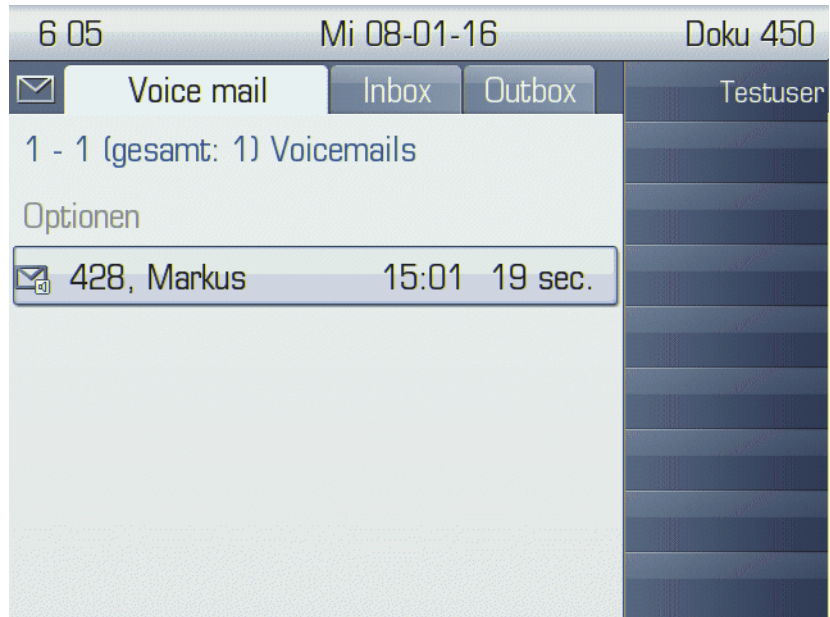 6 05 Mi 08-01-16 Doku 450
Voice mail Inbox Outbox Testuser
1 - 1 (gesamt: 1) Voicemails
Optionen
428, Markus 15:01 19 sec.